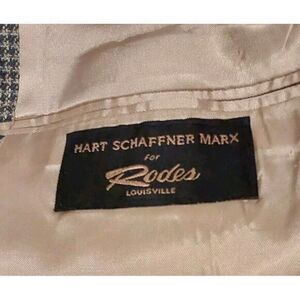 HART SCHAFFNER MARX
FOR
Rodes
LOUISVILLE